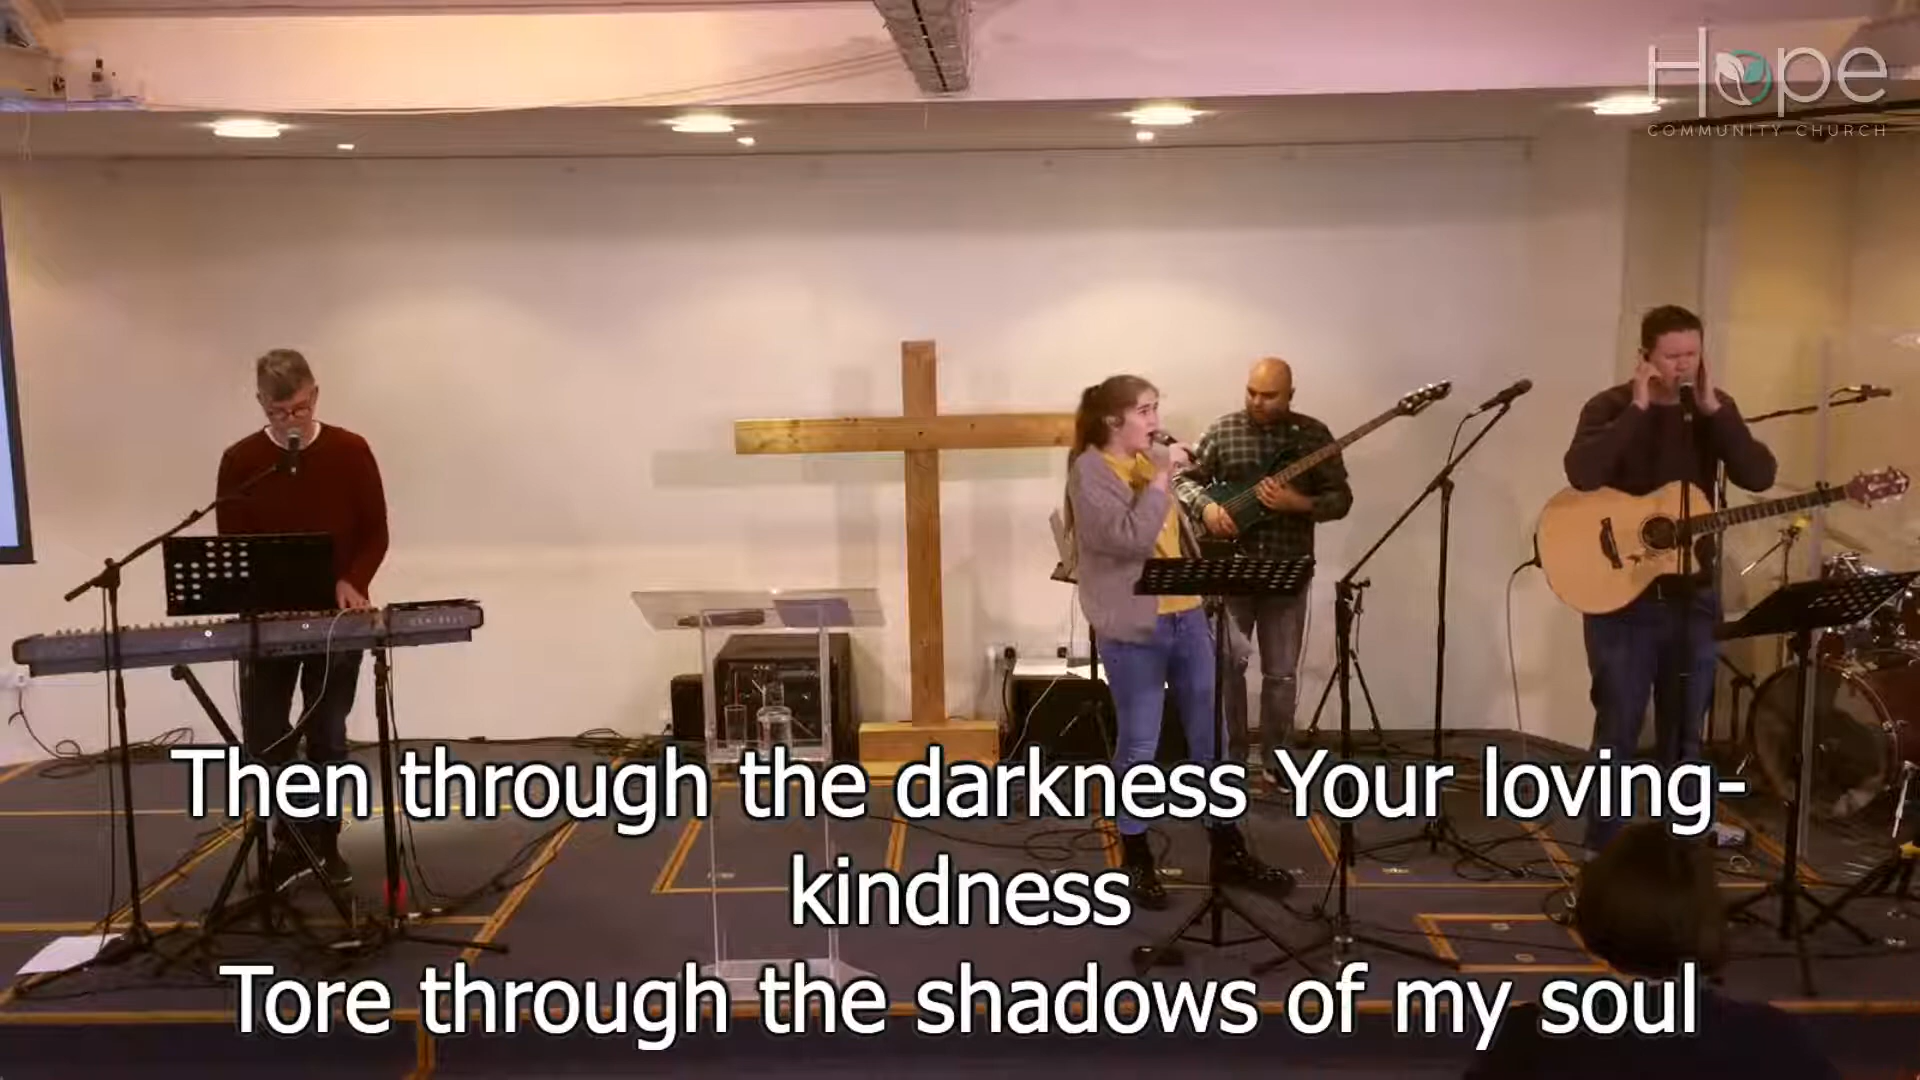 Hope
COMMUNITY CHURCH
Then through the darkness Your loving-
kindness
Tore through the shadows of my soul